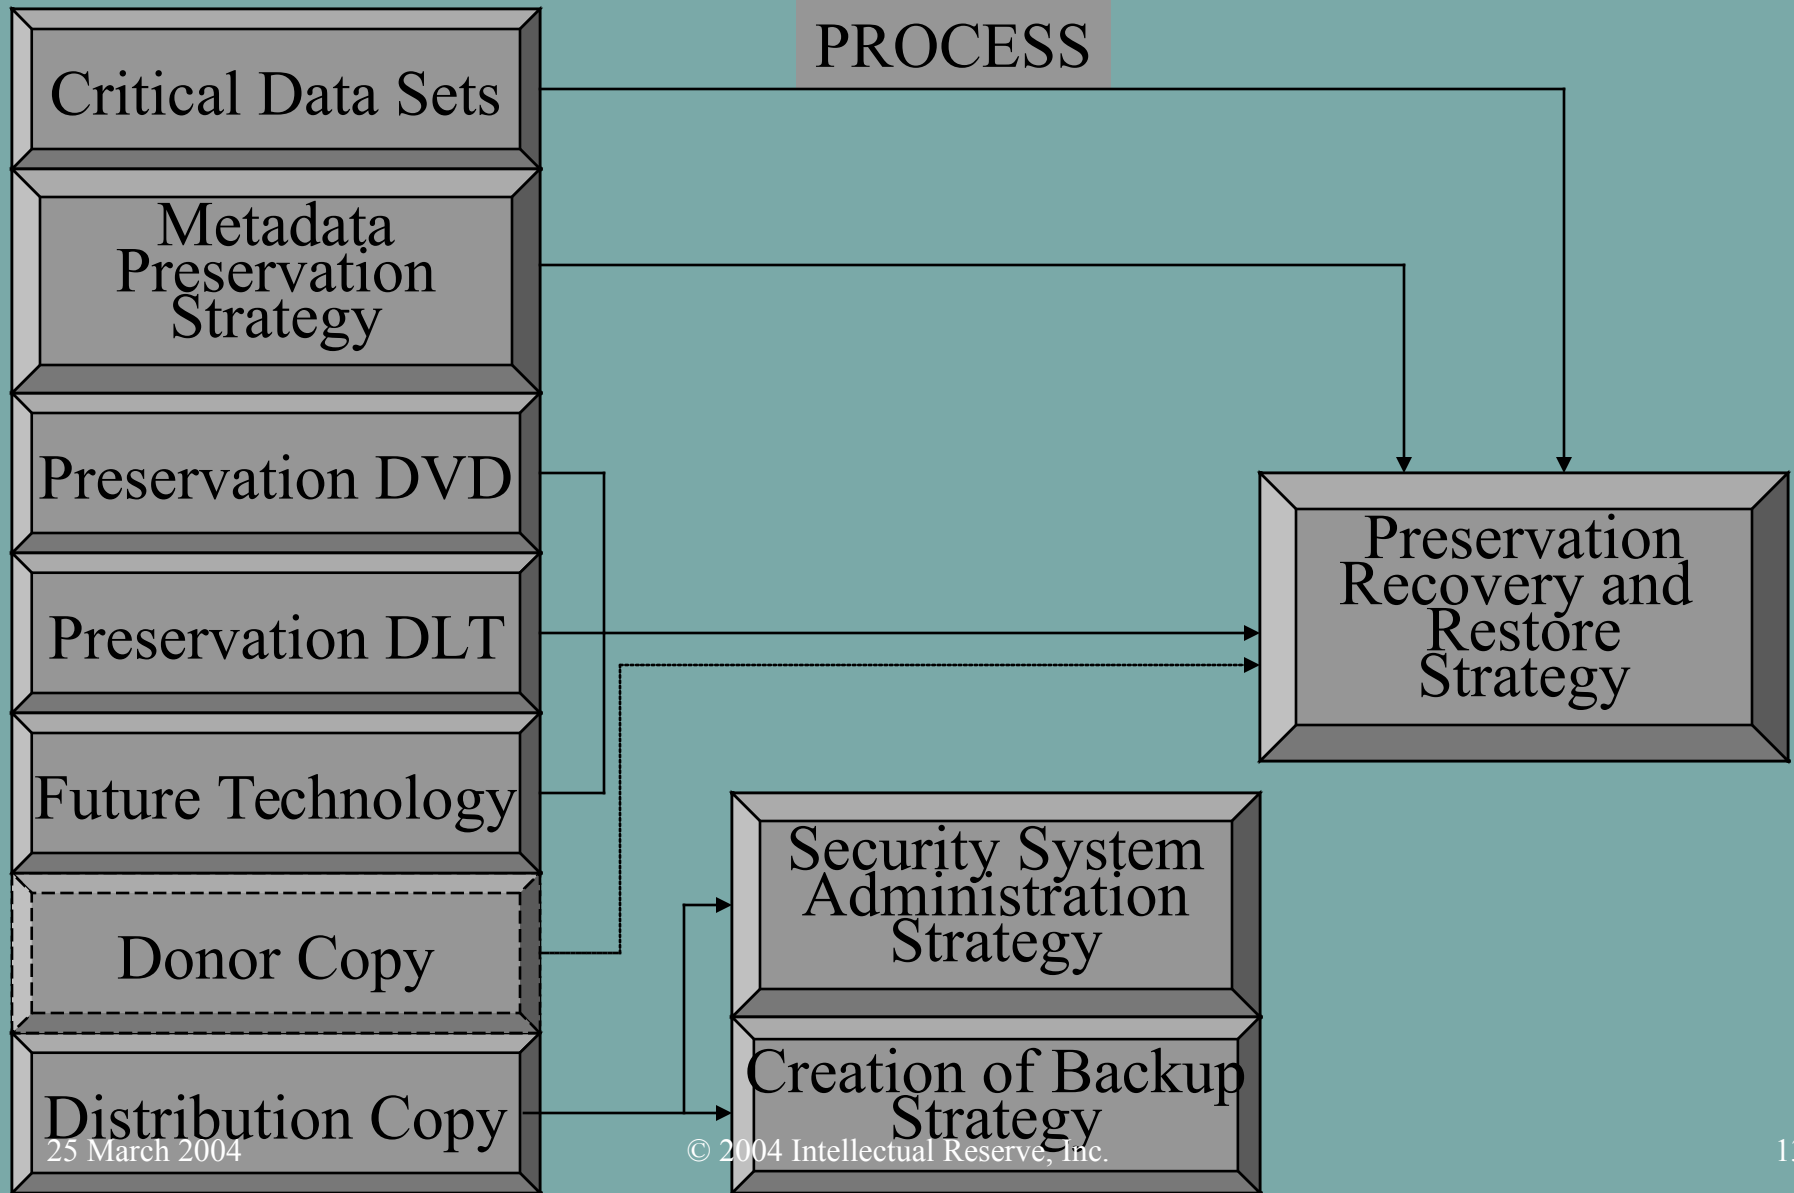 PROCESS
Critical Data Sets
Metadata
Preservation
Strategy
Preservation DVD
Preservation DLT
Future Technology
Donor Copy
Distribution Copy
Preservation
Recovery and
Restore
Strategy
Security System
Administration
Strategy
Creation of Backup
Strategy
25 March 2004
© 2004 Intellectual Reserve, Inc.